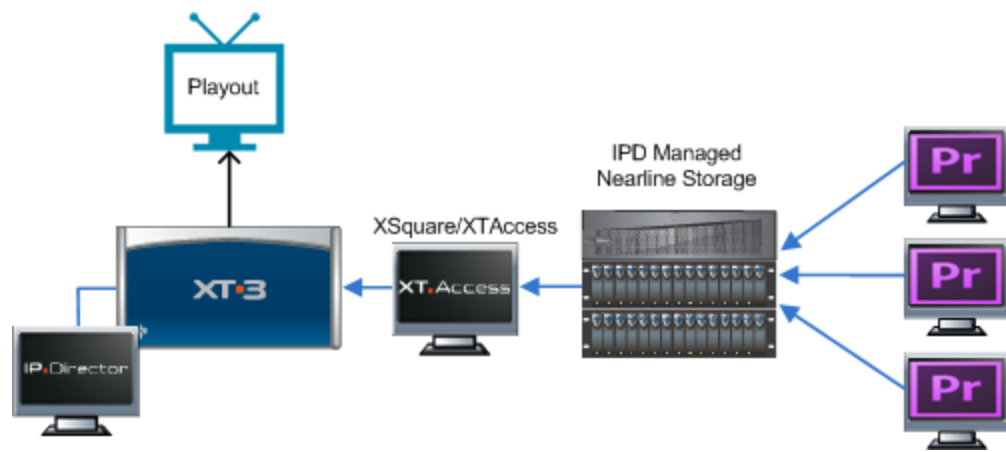 Playout
IPD Managed
Nearline Storage
XSquare/XTAccess
XT.Access
XT3
IP.Director
Pr
Pr
Pr